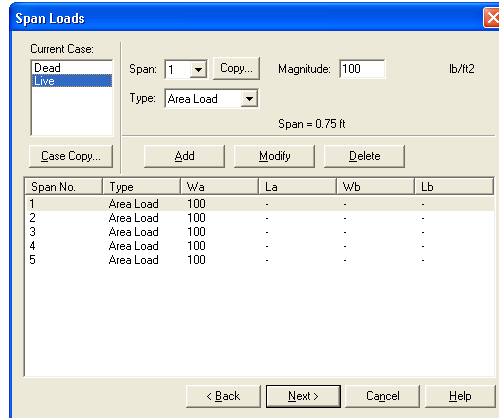 Span Loads
Current Case:
Dead
Live
Span: 1 Copy... Magnitude: 100 lb/ft2
Type: Area Load
Span = 0.75 ft
Case Copy... Add Modify Delete
Span No. Type Wa La Wb Lb
1 Area Load 100 - - -
2 Area Load 100 - - -
3 Area Load 100 - - -
4 Area Load 100 - - -
5 Area Load 100 - - -
< Back Next > Cancel Help